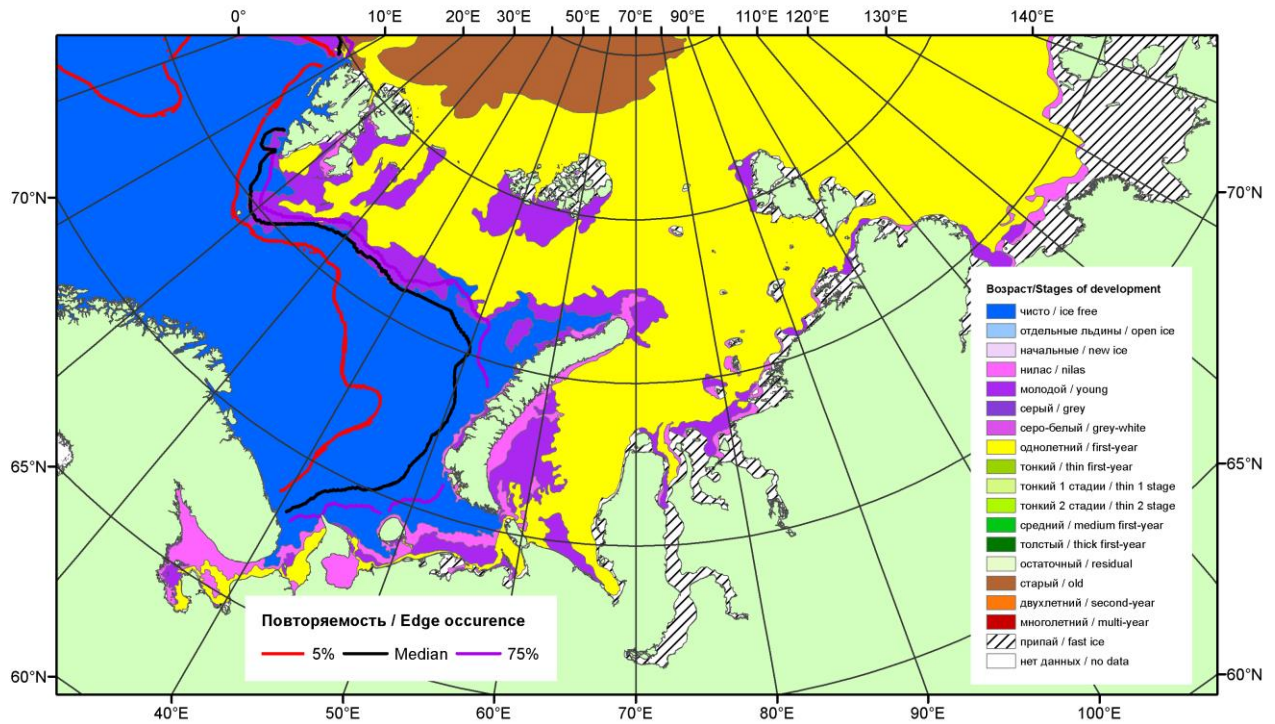 0° 10°E 20°E 30°E 50°E 70°E 90°E 110°E 120°E 130°E 140°E
70°N 70°N
65°N 65°N
60°N 60°N
Возраст/Stages of development
чисто / ice free
отдельные льдины / open ice
начальные / new ice
нилас / nilas
молодой / young
серый / grey
серо-белый / grey-white
однолетний / first-year
тонкий / thin first-year
тонкий 1 стадии / thin 1 stage
тонкий 2 стадии / thin 2 stage
средний / medium first-year
толстый / thick first-year
остаточный / residual
старый / old
двухлетний / second-year
многолетний / multi-year
припай / fast ice
нет данных / no data
Повторяемость / Edge occurence
5% Median 75%
40°E 50°E 60°E 70°E 80°E 90°E 100°E